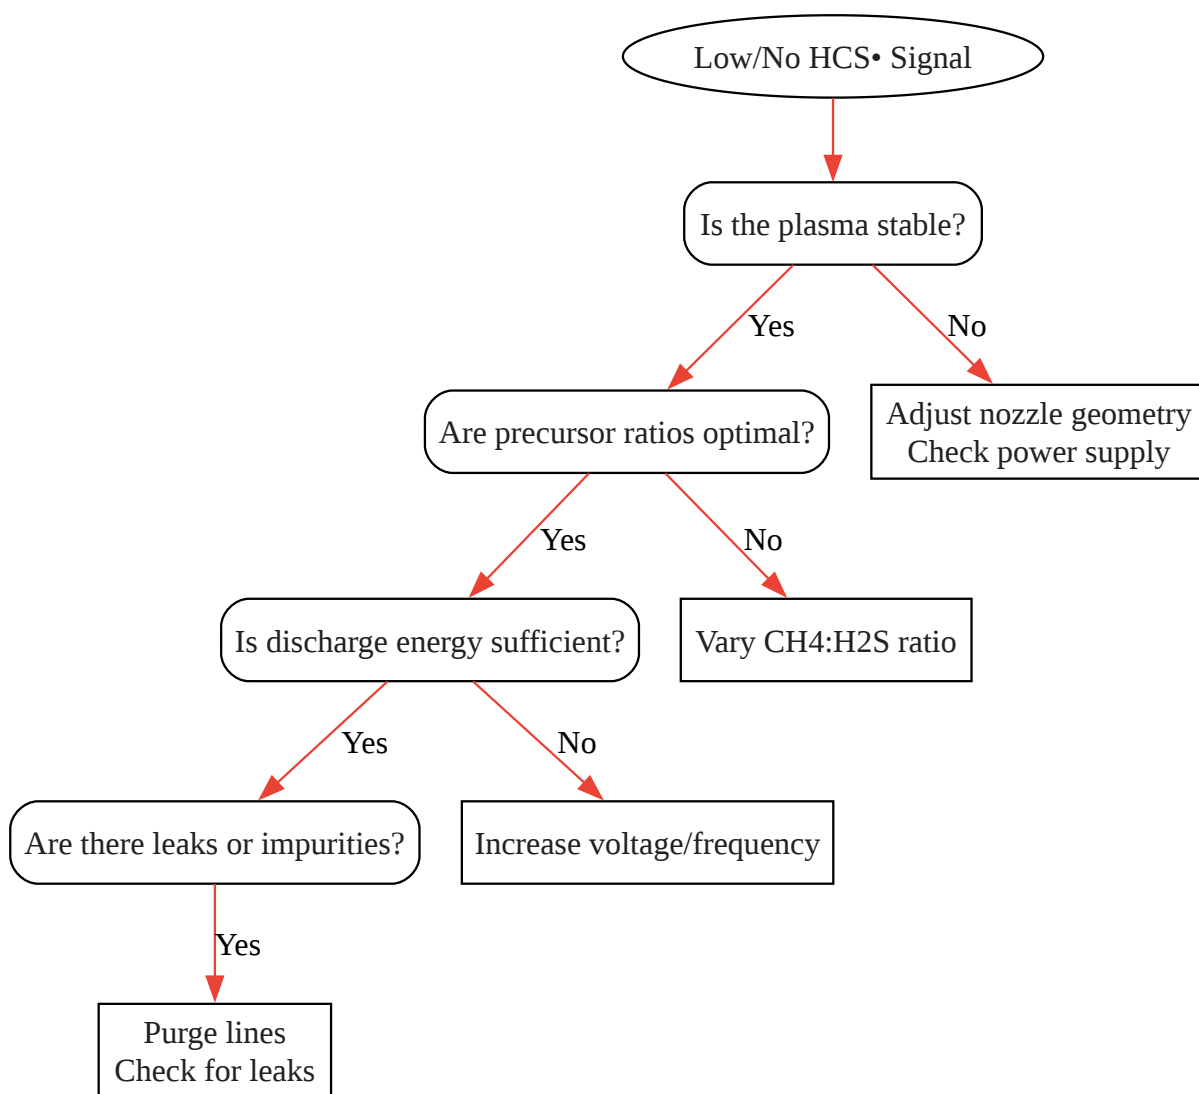 Low/No HCS• Signal
Is the plasma stable?
Yes
No
Are precursor ratios optimal?
Adjust nozzle geometry
Check power supply
Yes
No
Is discharge energy sufficient?
Vary CH4:H2S ratio
Yes
No
Are there leaks or impurities?
Increase voltage/frequency
Yes
Purge lines
Check for leaks